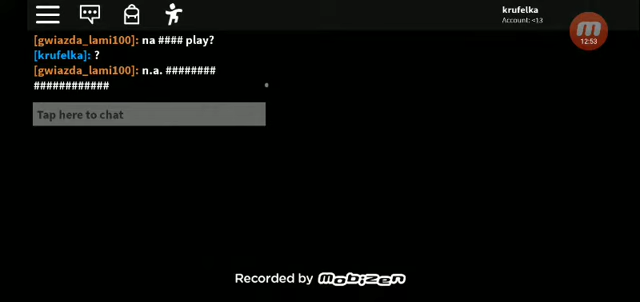 krufelka
Account: <13
12:53
[gwiazda_lami100]: na #### play?
[krufelka]: ?
[gwiazda_lami100]: n.a. ########
############
Tap here to chat
Recorded by mobizen